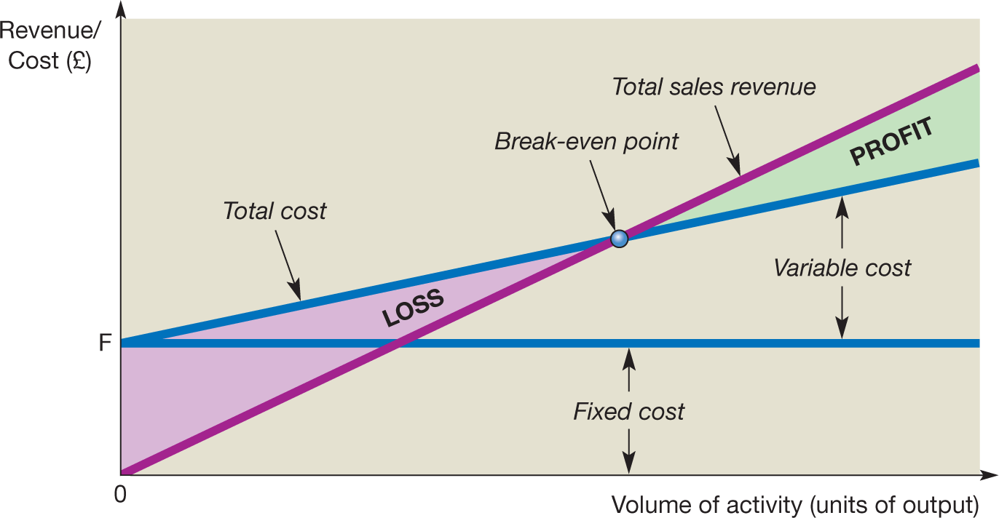 Revenue/
Cost (£)
Total sales revenue
Break-even point
PROFIT
Total cost
Variable cost
LOSS
F
Fixed cost
0
Volume of activity (units of output)